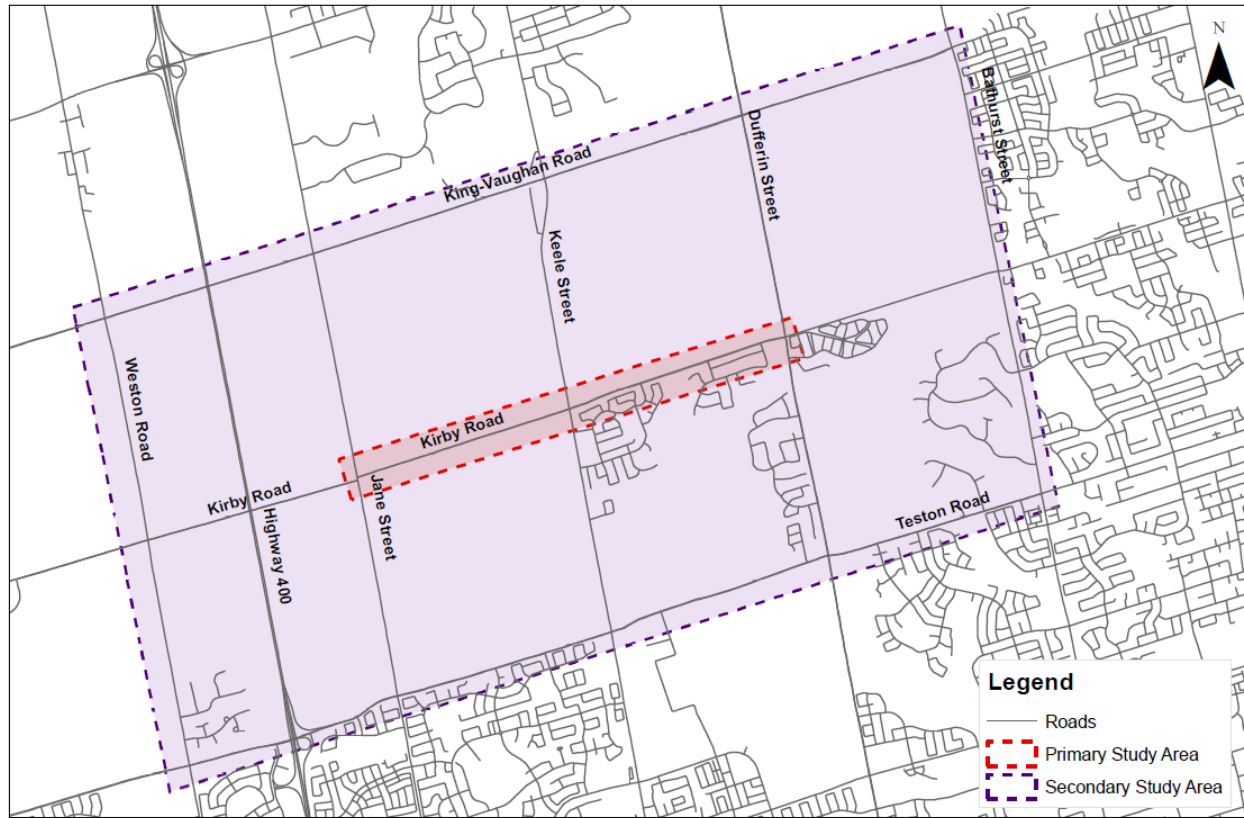 N
Bathurst Street
Dufferin Street
King-Vaughan Road
Keele Street
Weston Road
Kirby Road
Jane Street
Kirby Road
Highway 400
Teston Road
Legend
Roads
Primary Study Area
Secondary Study Area